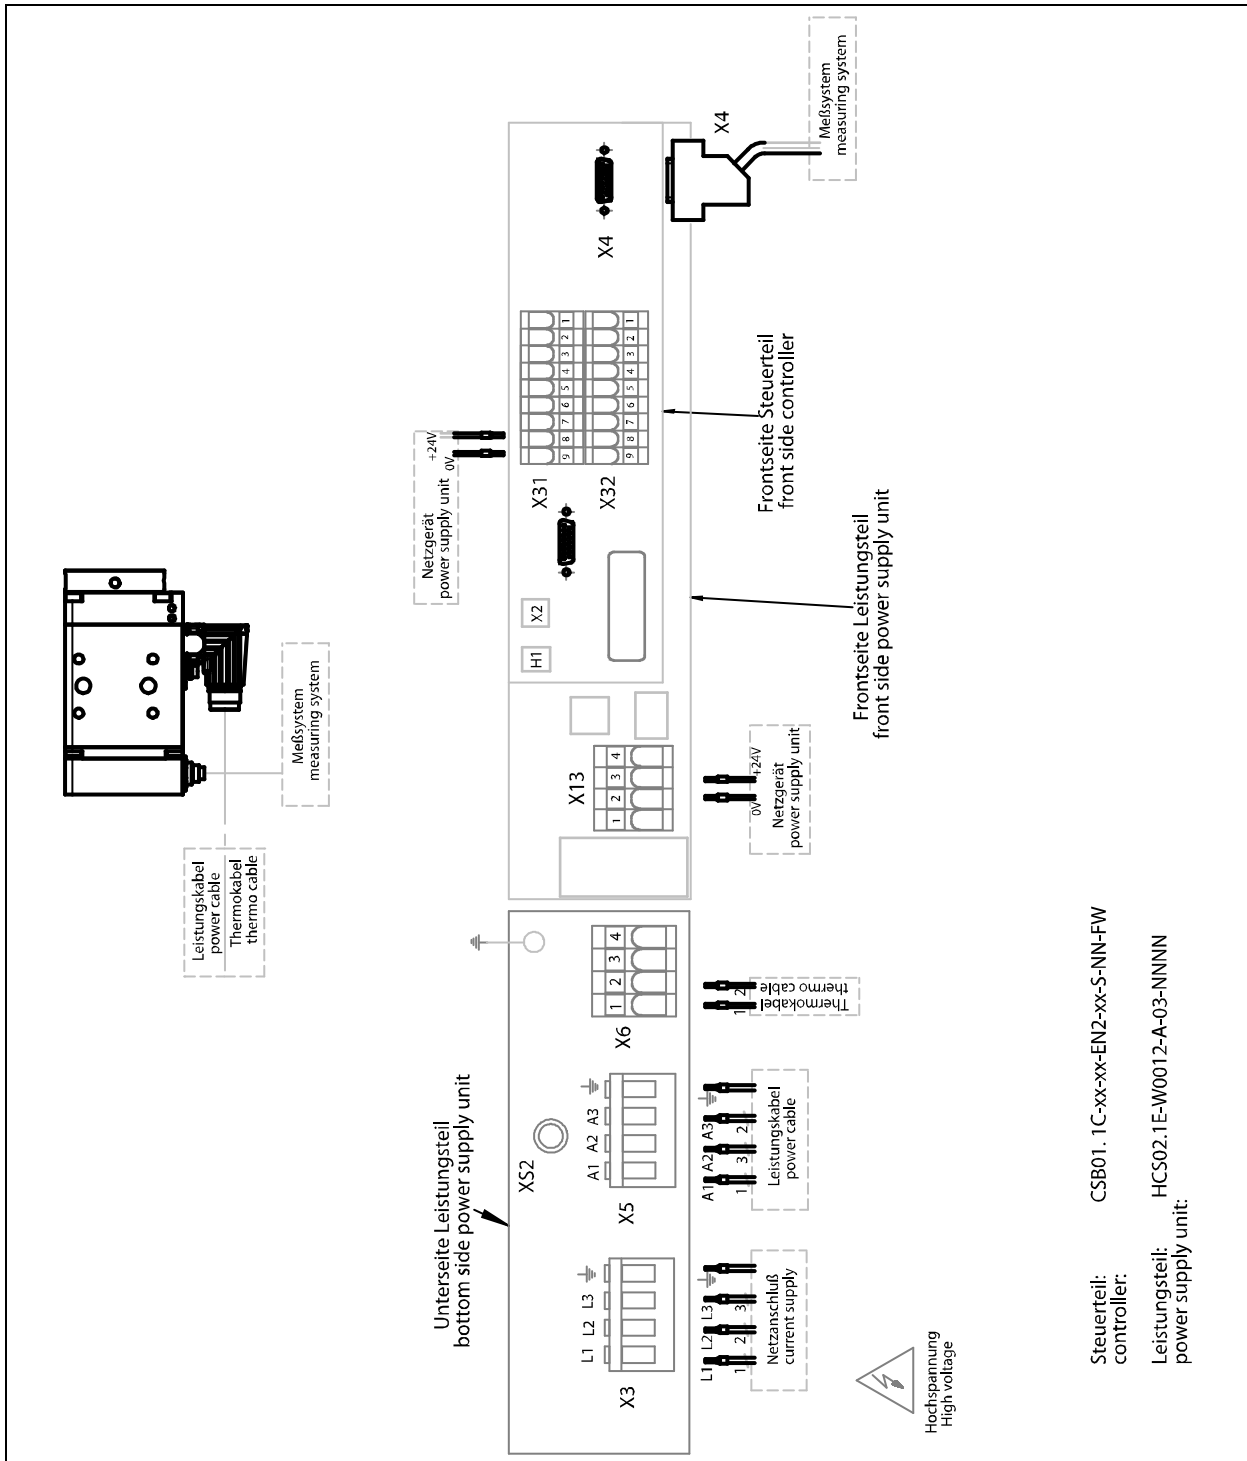 Leistungskabel
power cable
Thermokabel
thermo cable
Meßsystem
measuring system
Unterseite Leistungsteil
bottom side power supply unit
X3
L1 L2 L3
L1 L2 L3
1 2 3
Netzanschluß
current supply
XS2
X5
A1 A2 A3
A1 A2 A3
1 3 2
Leistungskabel
power cable
X6
1 2 3 4
1 2
Thermokabel
thermo cable
X13
1 2 3 4
0V +24V
Netzgerät
power supply unit
H1
X2
Netzgerät
power supply unit
0V +24V
X31
9 8 7 6 5 4 3 2 1
X32
9 8 7 6 5 4 3 2 1
X4
X4
Meßsystem
measuring system
Frontseite Leistungsteil
front side power supply unit
Frontseite Steuerteil
front side controller
Hochspannung
High voltage
Steuerteil: CSB01. 1C-xx-xx-EN2-xx-S-NN-FW
controller:
Leistungsteil: HCS02.1E-W0012-A-03-NNNN
power supply unit: